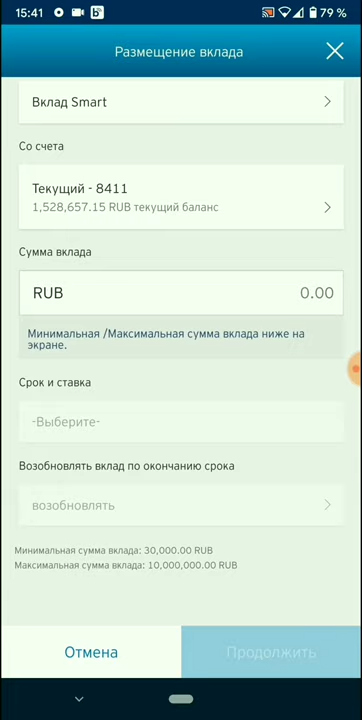 15:41
79 %
Размещение вклада
Вклад Smart
Со счета
Текущий - 8411
1,528,657.15 RUB текущий баланс
Сумма вклада
RUB 0.00
Минимальная /Максимальная сумма вклада ниже на
экране.
Срок и ставка
-Выберите-
Возобновлять вклад по окончанию срока
возобновлять
Минимальная сумма вклада: 30,000.00 RUB
Максимальная сумма вклада: 10,000,000.00 RUB
Отмена
Продолжить